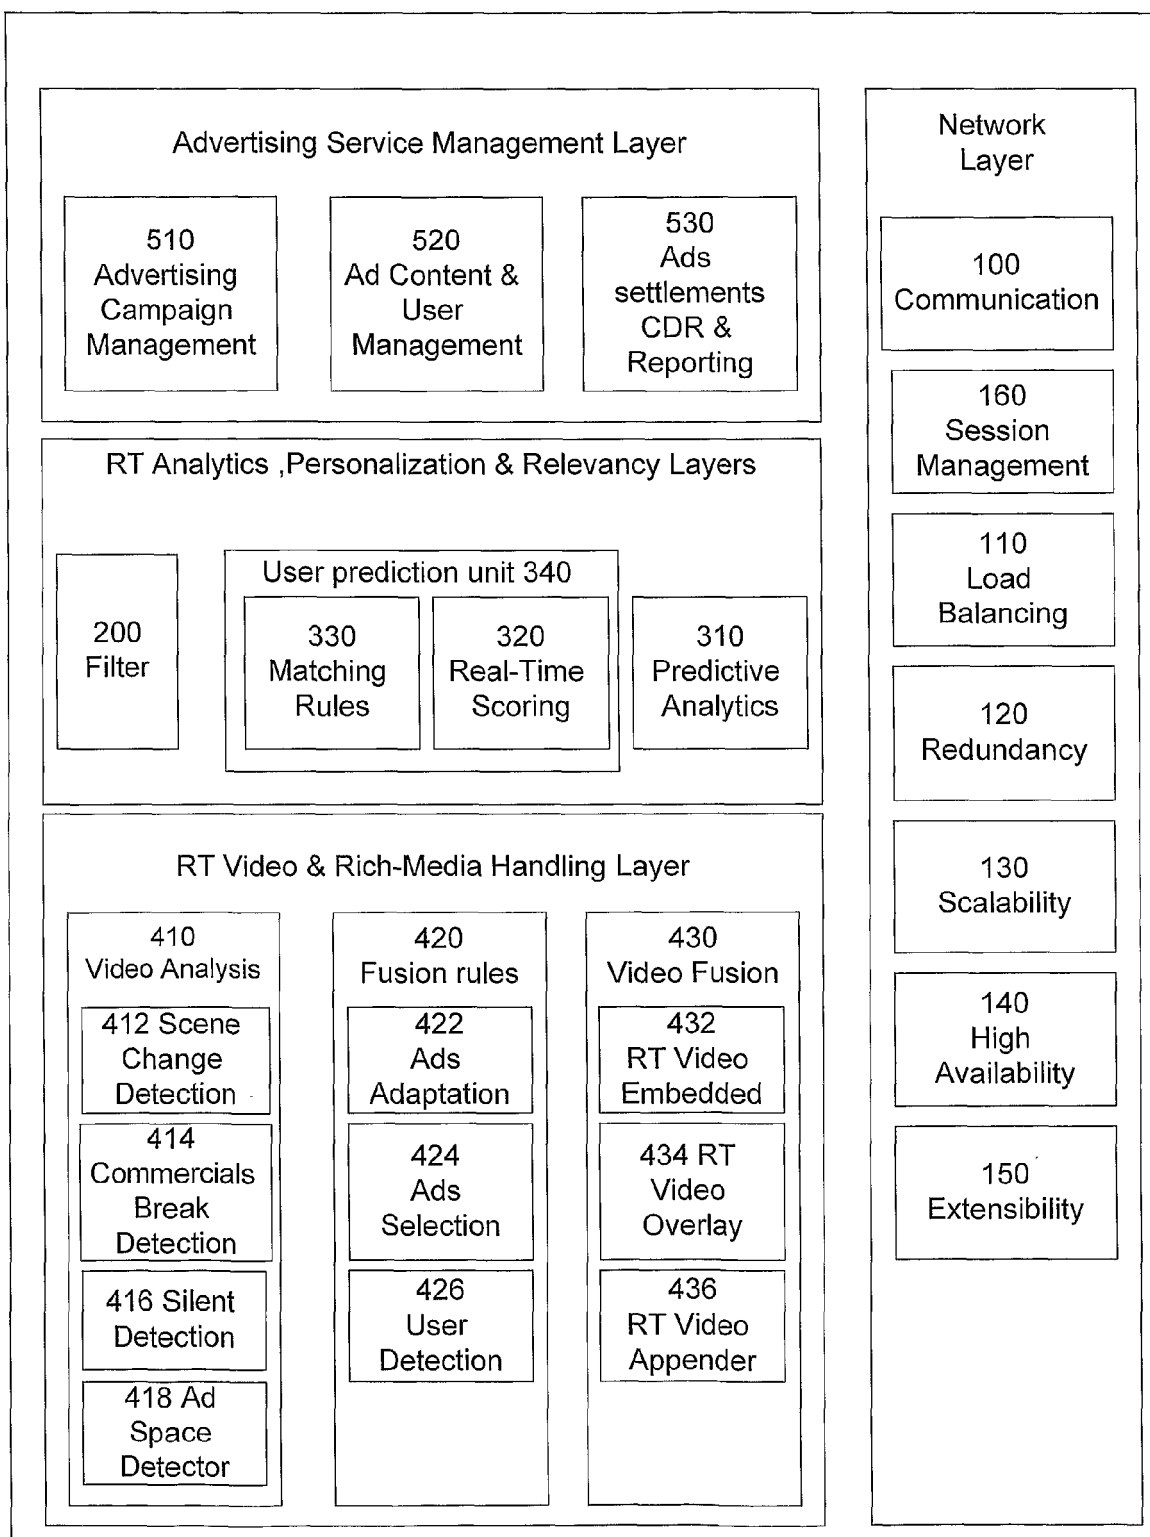 Advertising Service Management Layer
510
Advertising
Campaign
Management
520
Ad Content &
User
Management
530
Ads
settlements
CDR &
Reporting
RT Analytics ,Personalization & Relevancy Layers
200
Filter
User prediction unit 340
330
Matching
Rules
320
Real-Time
Scoring
310
Predictive
Analytics
RT Video & Rich-Media Handling Layer
410
Video Analysis
412 Scene
Change
Detection
414
Commercials
Break
Detection
416 Silent
Detection
418 Ad
Space
Detector
420
Fusion rules
422
Ads
Adaptation
424
Ads
Selection
426
User
Detection
430
Video Fusion
432
RT Video
Embedded
434 RT
Video
Overlay
436
RT Video
Appender
Network
Layer
100
Communication
160
Session
Management
110
Load
Balancing
120
Redundancy
130
Scalability
140
High
Availability
150
Extensibility